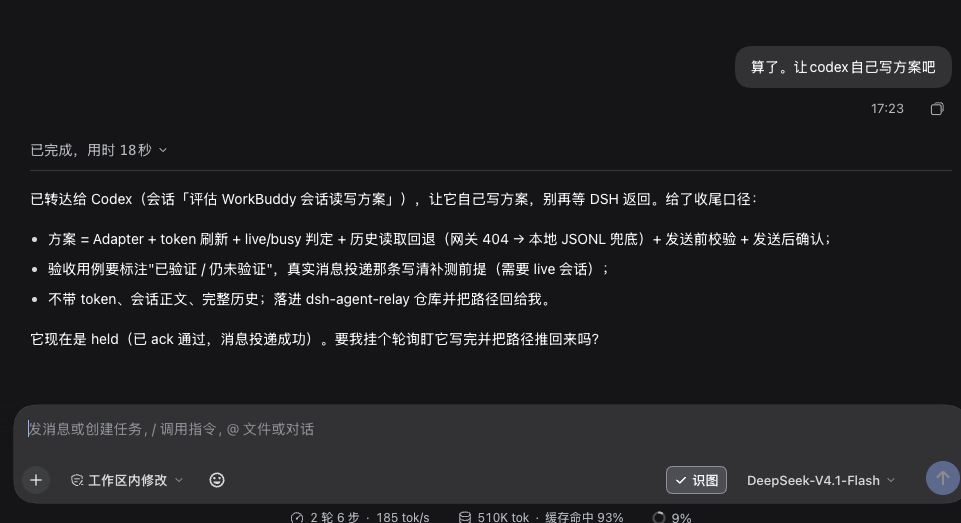 算了。让codex自己写方案吧
17:23
已完成，用时 18秒
已转达给 Codex（会话「评估 WorkBuddy 会话读写方案」），让它自己写方案，别再等 DSH 返回。给了收尾口径：
• 方案 = Adapter + token 刷新 + live/busy 判定 + 历史读取回退（网关 404 → 本地 JSONL 兜底）+ 发送前校验 + 发送后确认；
• 验收用例要标注"已验证 / 仍未验证"，真实消息投递那条写清补测前提（需要 live 会话）；
• 不带 token、会话正文、完整历史；落进 dsh-agent-relay 仓库并把路径回给我。
它现在是 held（已 ack 通过，消息投递成功）。要我挂个轮询盯它写完并把路径推回来吗?
发消息或创建任务, / 调用指令, @ 文件或对话
工作区内修改
识图
DeepSeek-V4.1-Flash
2 轮 6 步 · 185 tok/s
510K tok · 缓存命中 93%
9%